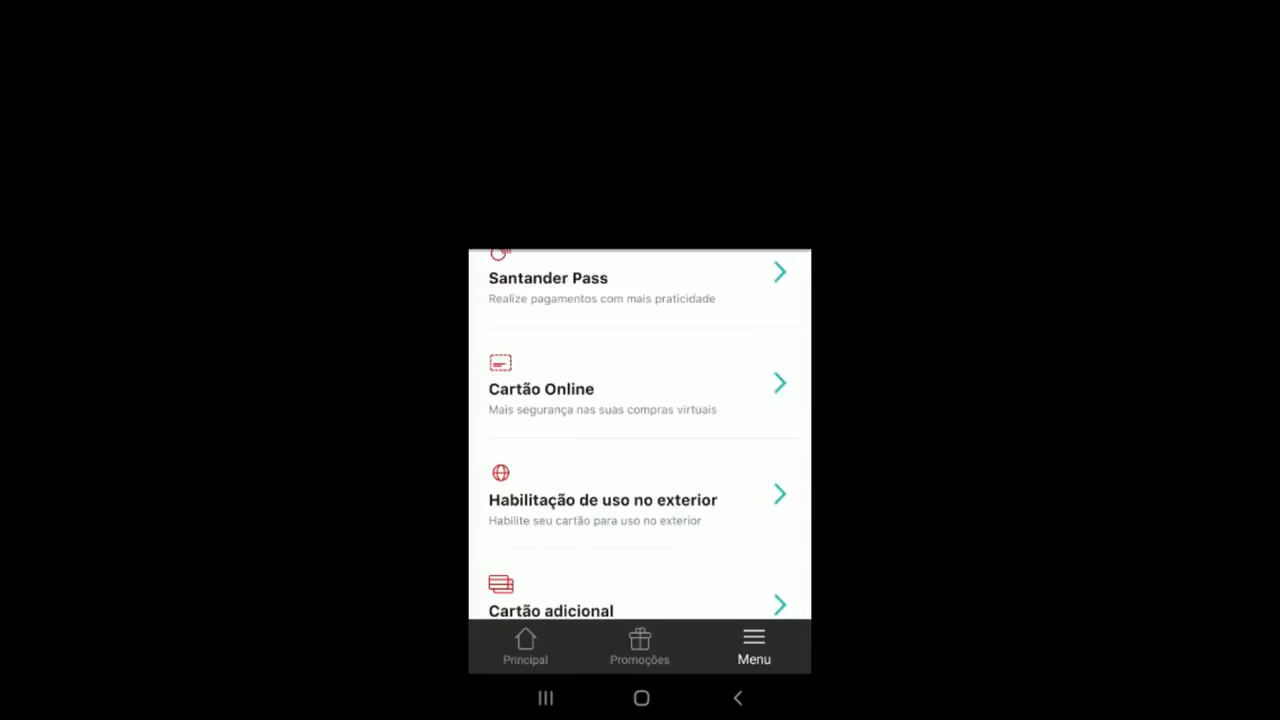 Santander Pass
Realize pagamentos com mais praticidade
Cartão Online
Mais segurança nas suas compras virtuais
Habilitação de uso no exterior
Habilite seu cartão para uso no exterior
Cartão adicional
Principal
Promoções
Menu